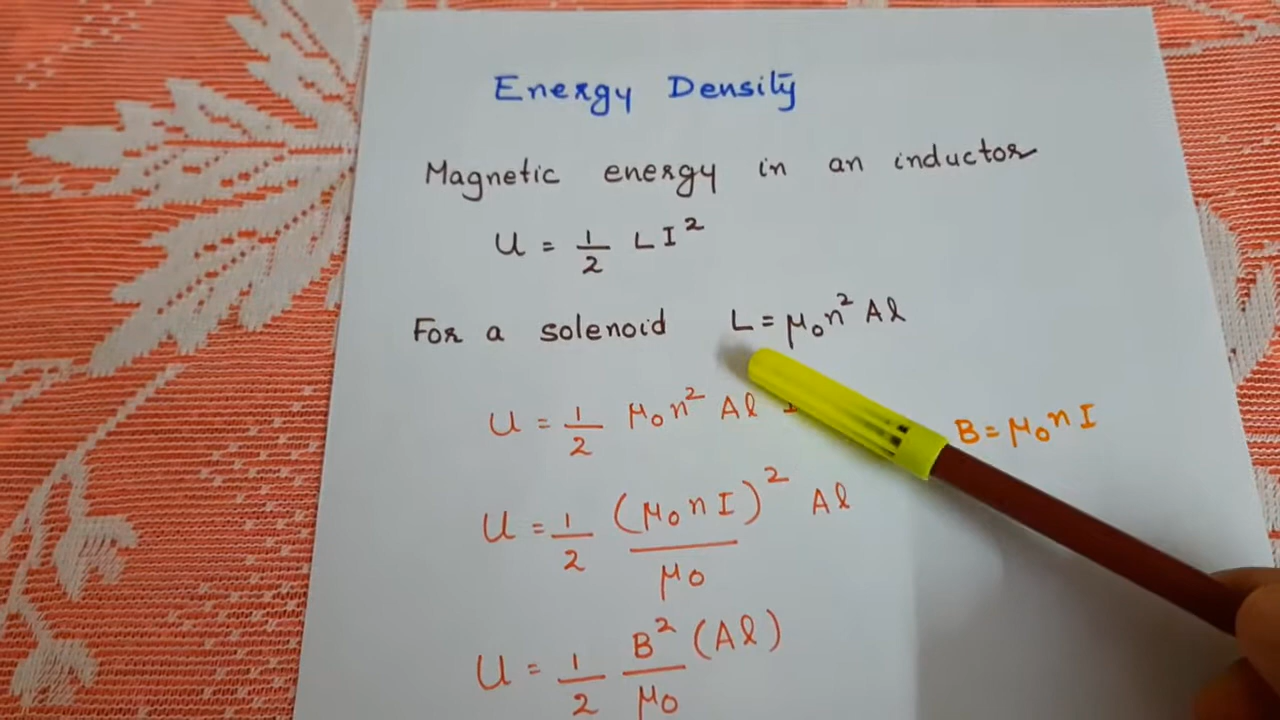 Energy Density
Magnetic energy in an inductor
U = 1/2 LI²
For a solenoid L = μ₀n² Al
U = 1/2 μ₀n² Al
B = μ₀nI
U = 1/2 (μ₀nI)²/μ₀ Al
U = 1/2 B²/μ₀ (Al)